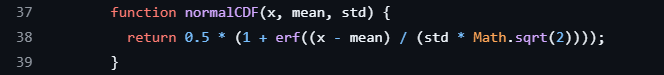 37 function normalCDF(x, mean, std) {
38 return 0.5 * (1 + erf((x - mean) / (std * Math.sqrt(2))));
39 }